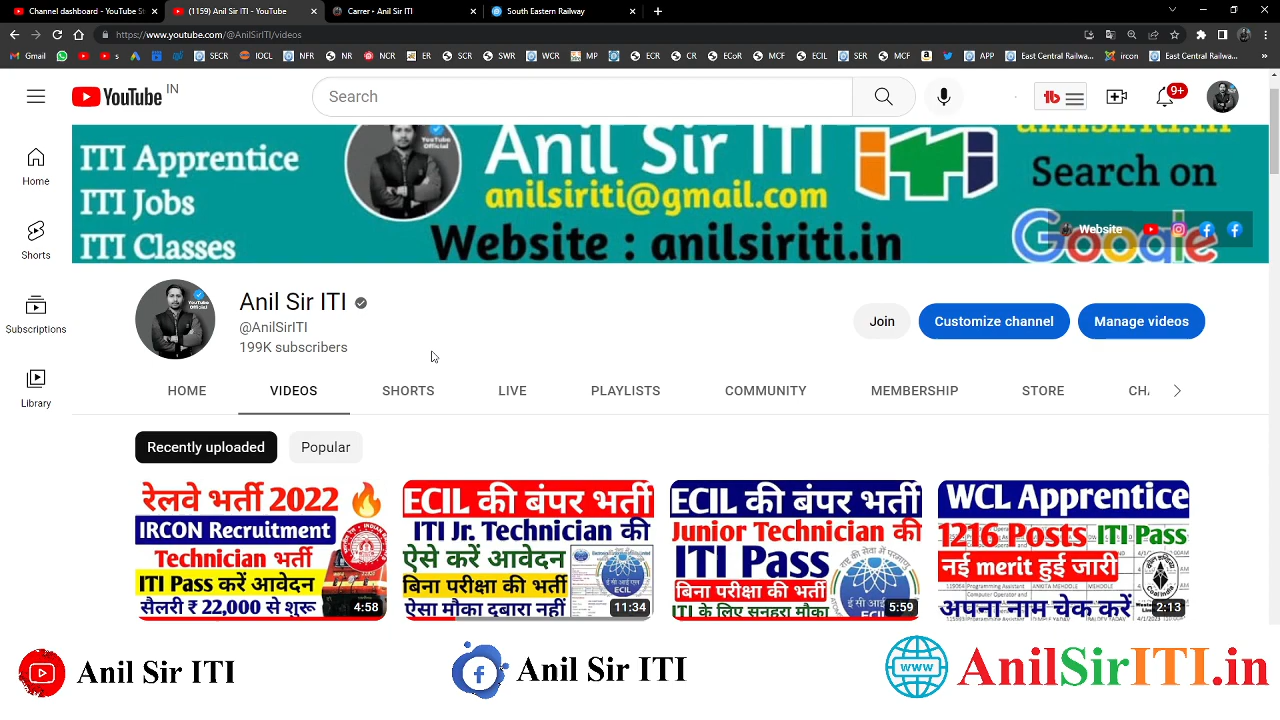 Channel dashboard - YouTube St
(1159) Anil Sir ITI - YouTube
Carrer • Anil Sir ITI
South Eastern Railway
https://www.youtube.com/@AnilSirITI/videos
Gmail
s
SECR
IOCL
NFR
NR
NCR
ER
SCR
SWR
WCR
MP
ECR
CR
ECoR
MCF
ECIL
SER
MCF
APP
East Central Railwa...
ircon
East Central Railwa...
YouTube IN
Search
9+
Home
Shorts
Subscriptions
Library
ITI Apprentice
ITI Jobs
ITI Classes
YouTube Official
Anil Sir ITI
anilsiriti@gmail.com
Website : anilsiriti.in
anilsiriti.in
Search on
Google
Website
Anil Sir ITI
@AnilSirITI
199K subscribers
Join
Customize channel
Manage videos
HOME
VIDEOS
SHORTS
LIVE
PLAYLISTS
COMMUNITY
MEMBERSHIP
STORE
Recently uploaded
Popular
रेलवे भर्ती 2022
IRCON Recruitment
Technician भर्ती
ITI Pass करें आवेदन
सैलरी ₹ 22,000 से शुरू
4:58
ECIL की बंपर भर्ती
ITI Jr. Technician की
ऐसे करें आवेदन
बिना परीक्षा की भर्ती
ऐसा मौका दुबारा नहीं
11:34
ECIL की बंपर भर्ती
Junior Technician की
ITI Pass
बिना परीक्षा की भर्ती
ITI के लिए सुनहरा मौका
5:59
WCL Apprentice
1216 Posts ITI Pass
नई merit हुई जारी
अपना नाम चेक करें
2:13
Anil Sir ITI
Anil Sir ITI
www
AnilSirITI.in